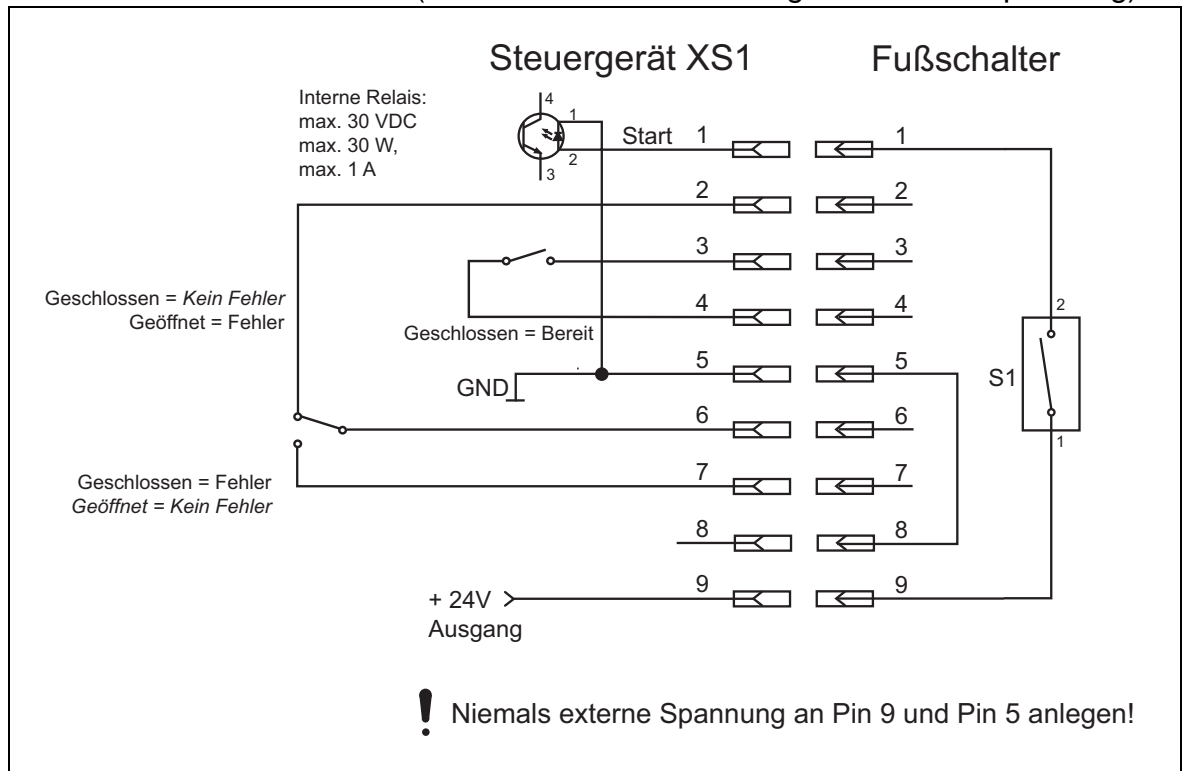 Steuergerät XS1
Fußschalter
Interne Relais:
max. 30 VDC
max. 30 W,
max. 1 A
4
1
2
3
Start 1
1
2
2
3
3
Geschlossen = Kein Fehler
Geöffnet = Fehler
4
4
Geschlossen = Bereit
2
S1
1
5
5
GND
6
6
Geschlossen = Fehler
Geöffnet = Kein Fehler
7
7
8
8
9
9
+ 24V
Ausgang
! Niemals externe Spannung an Pin 9 und Pin 5 anlegen!